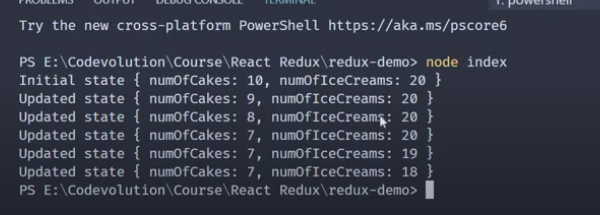 PROBLEMS OUTPUT DEBUG CONSOLE TERMINAL 1: powershell
Try the new cross-platform PowerShell https://aka.ms/pscore6
PS E:\Codevolution\Course\React Redux\redux-demo> node index
Initial state { numOfCakes: 10, numOfIceCreams: 20 }
Updated state { numOfCakes: 9, numOfIceCreams: 20 }
Updated state { numOfCakes: 8, numOfIceCreams: 20 }
Updated state { numOfCakes: 7, numOfIceCreams: 20 }
Updated state { numOfCakes: 7, numOfIceCreams: 19 }
Updated state { numOfCakes: 7, numOfIceCreams: 18 }
PS E:\Codevolution\Course\React Redux\redux-demo>